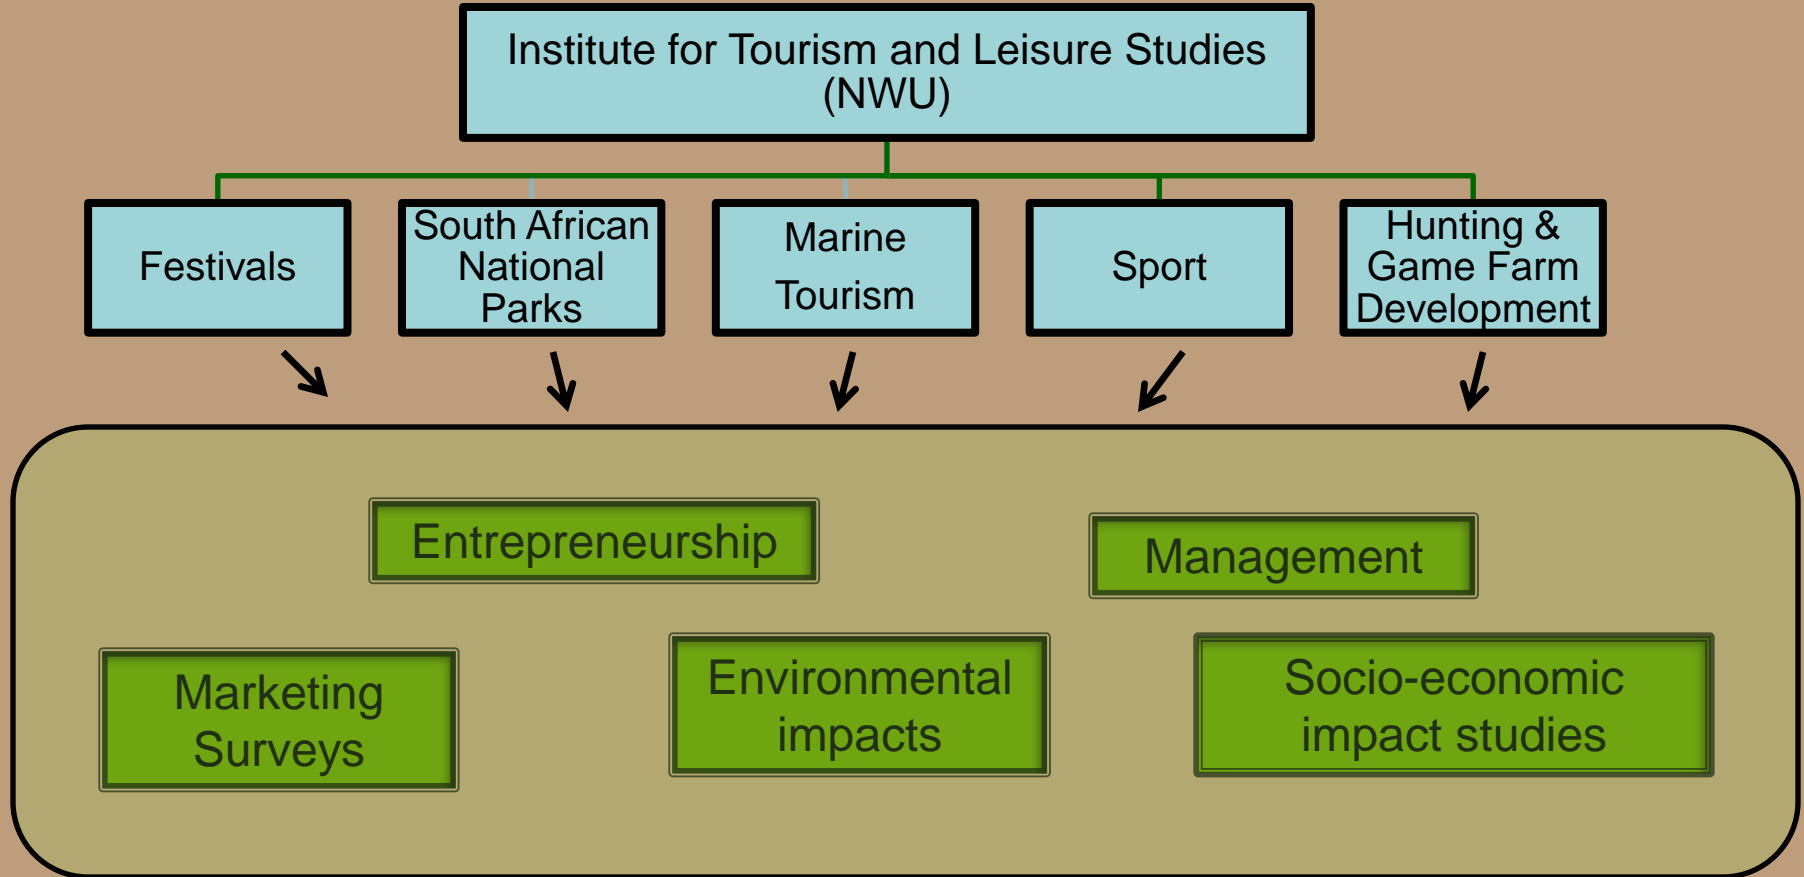 Institute for Tourism and Leisure Studies
(NWU)
Festivals
South African
National
Parks
Marine
Tourism
Sport
Hunting &
Game Farm
Development
Entrepreneurship
Management
Marketing
Surveys
Environmental
impacts
Socio-economic
impact studies